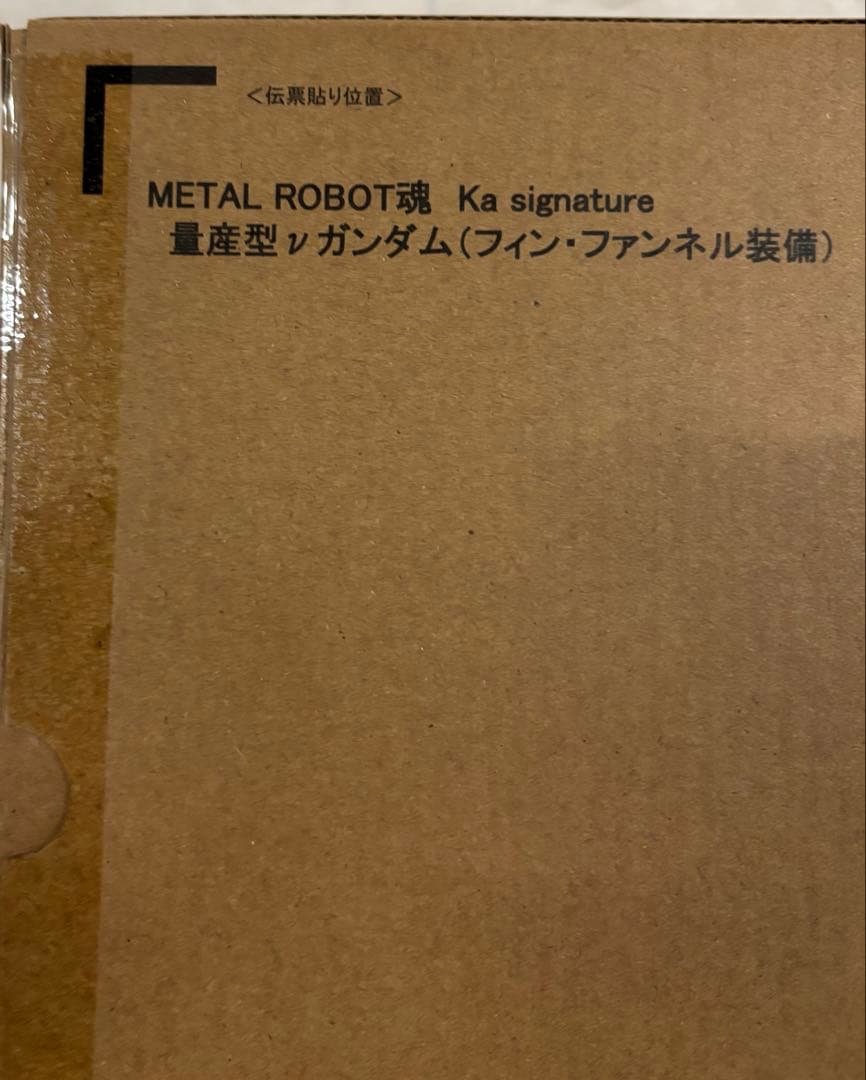 ＜伝票貼り位置＞
METAL ROBOT魂　Ka signature
量産型νガンダム（フィン・ファンネル装備）